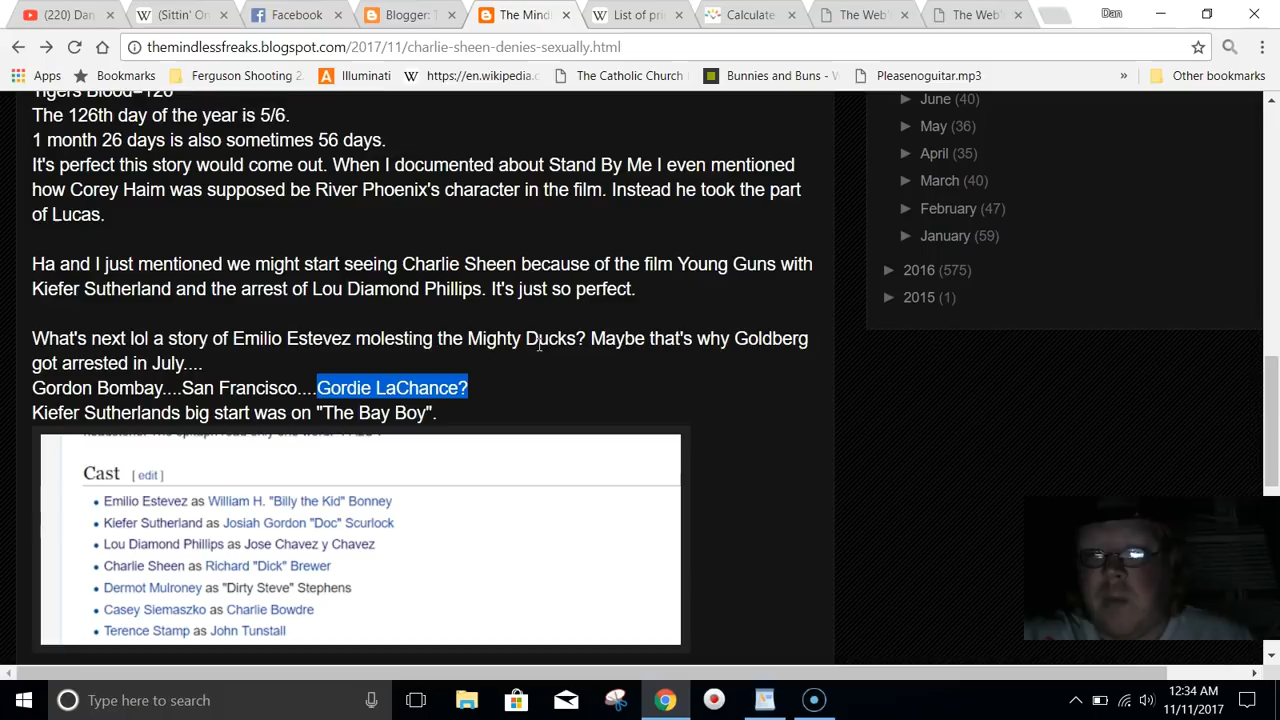 (220) Dan
(Sittin' On
Facebook
Blogger: T
The Mindl
List of pri
Calculate
The Web'
The Web'
Dan
themindlessfreaks.blogspot.com/2017/11/charlie-sheen-denies-sexually.html
Apps
Bookmarks
Ferguson Shooting 2.
Illuminati
https://en.wikipedia.c
The Catholic Church
Bunnies and Buns - W
Pleasenoguitar.mp3
»
Other bookmarks
Tigers Blood=126
The 126th day of the year is 5/6.
1 month 26 days is also sometimes 56 days.
It's perfect this story would come out. When I documented about Stand By Me I even mentioned
how Corey Haim was supposed be River Phoenix's character in the film. Instead he took the part
of Lucas.
Ha and I just mentioned we might start seeing Charlie Sheen because of the film Young Guns with
Kiefer Sutherland and the arrest of Lou Diamond Phillips. It's just so perfect.
What's next lol a story of Emilio Estevez molesting the Mighty Ducks? Maybe that's why Goldberg
got arrested in July....
Gordon Bombay....San Francisco....Gordie LaChance?
Kiefer Sutherlands big start was on "The Bay Boy".
Cast [ edit ]
• Emilio Estevez as William H. "Billy the Kid" Bonney
• Kiefer Sutherland as Josiah Gordon "Doc" Scurlock
• Lou Diamond Phillips as Jose Chavez y Chavez
• Charlie Sheen as Richard "Dick" Brewer
• Dermot Mulroney as "Dirty Steve" Stephens
• Casey Siemaszko as Charlie Bowdre
• Terence Stamp as John Tunstall
► June (40)
► May (36)
► April (35)
► March (40)
► February (47)
► January (59)
► 2016 (575)
► 2015 (1)
Type here to search
12:34 AM
11/11/2017